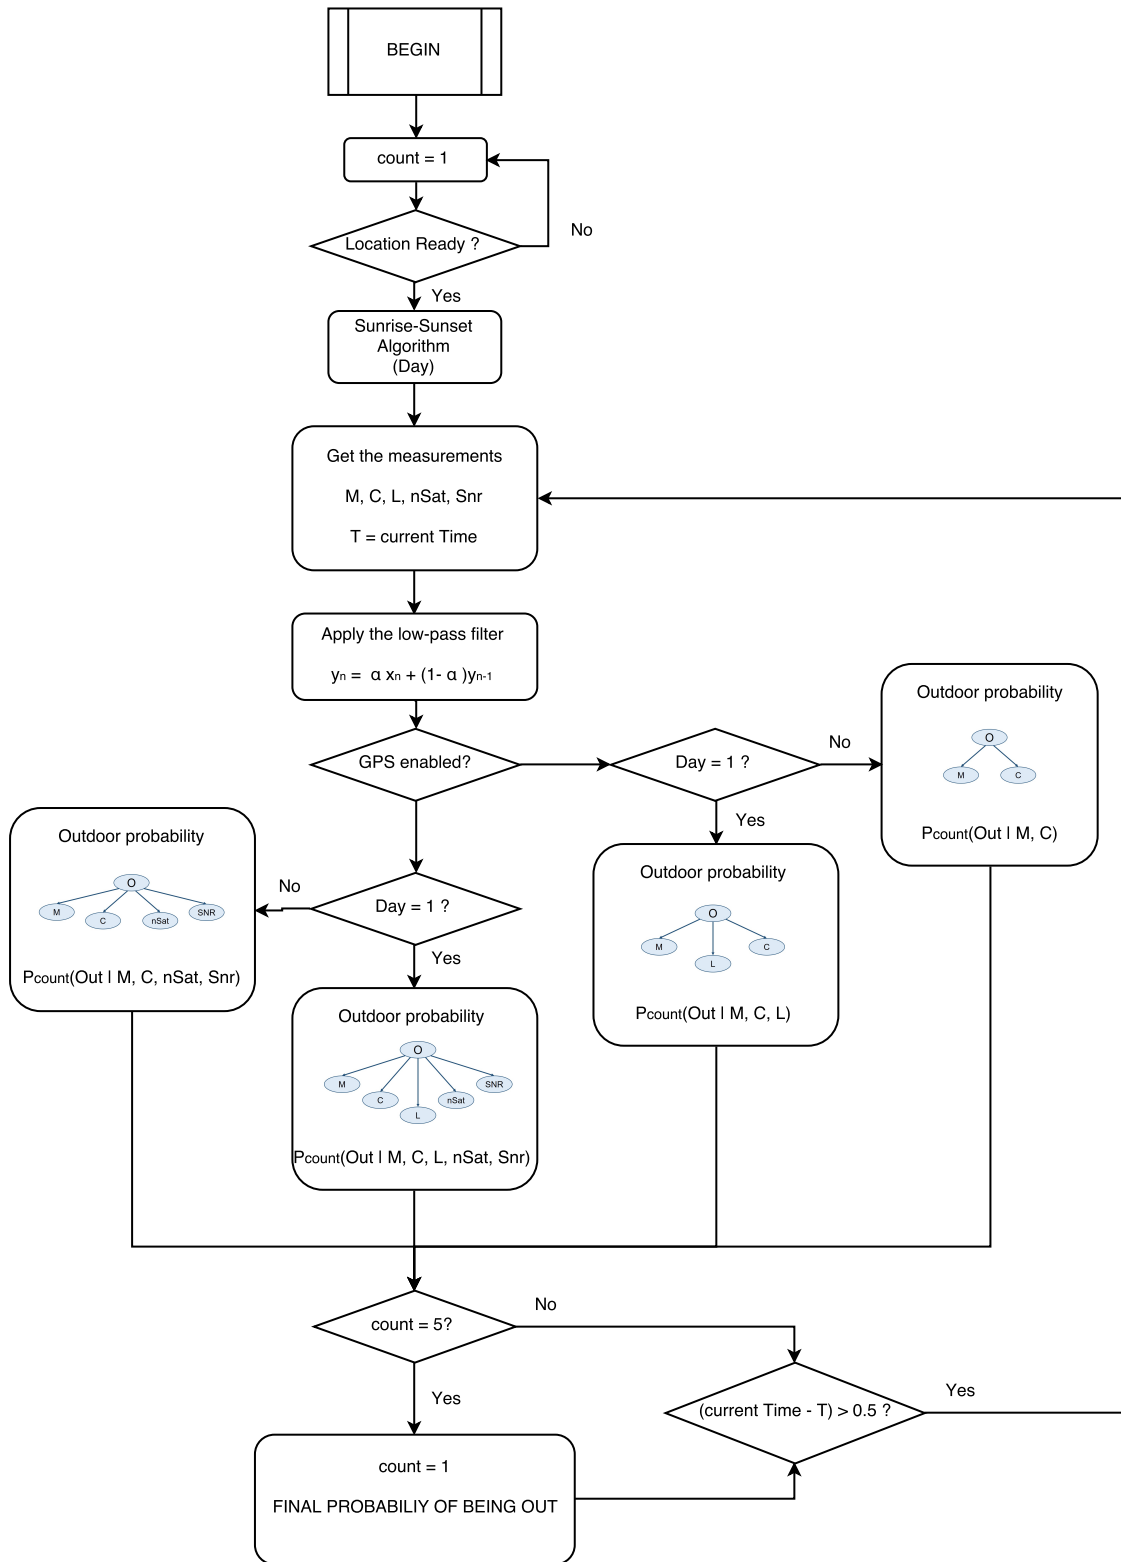 BEGIN
count = 1
Location Ready ?
No
Yes
Sunrise-Sunset
Algorithm
(Day)
Get the measurements
M, C, L, nSat, Snr
T = current Time
Apply the low-pass filter
yn = α xn + (1- α )yn-1
GPS enabled?
Day = 1 ?
No
Outdoor probability
O
M
C
Pcount(Out | M, C)
Yes
Outdoor probability
O
M
C
L
Pcount(Out | M, C, L)
Day = 1 ?
No
Outdoor probability
O
M
C
nSat
SNR
Pcount(Out | M, C, nSat, Snr)
Yes
Outdoor probability
O
M
C
L
nSat
SNR
Pcount(Out | M, C, L, nSat, Snr)
count = 5?
No
Yes
(current Time - T) > 0.5 ?
Yes
count = 1
FINAL PROBABILIY OF BEING OUT